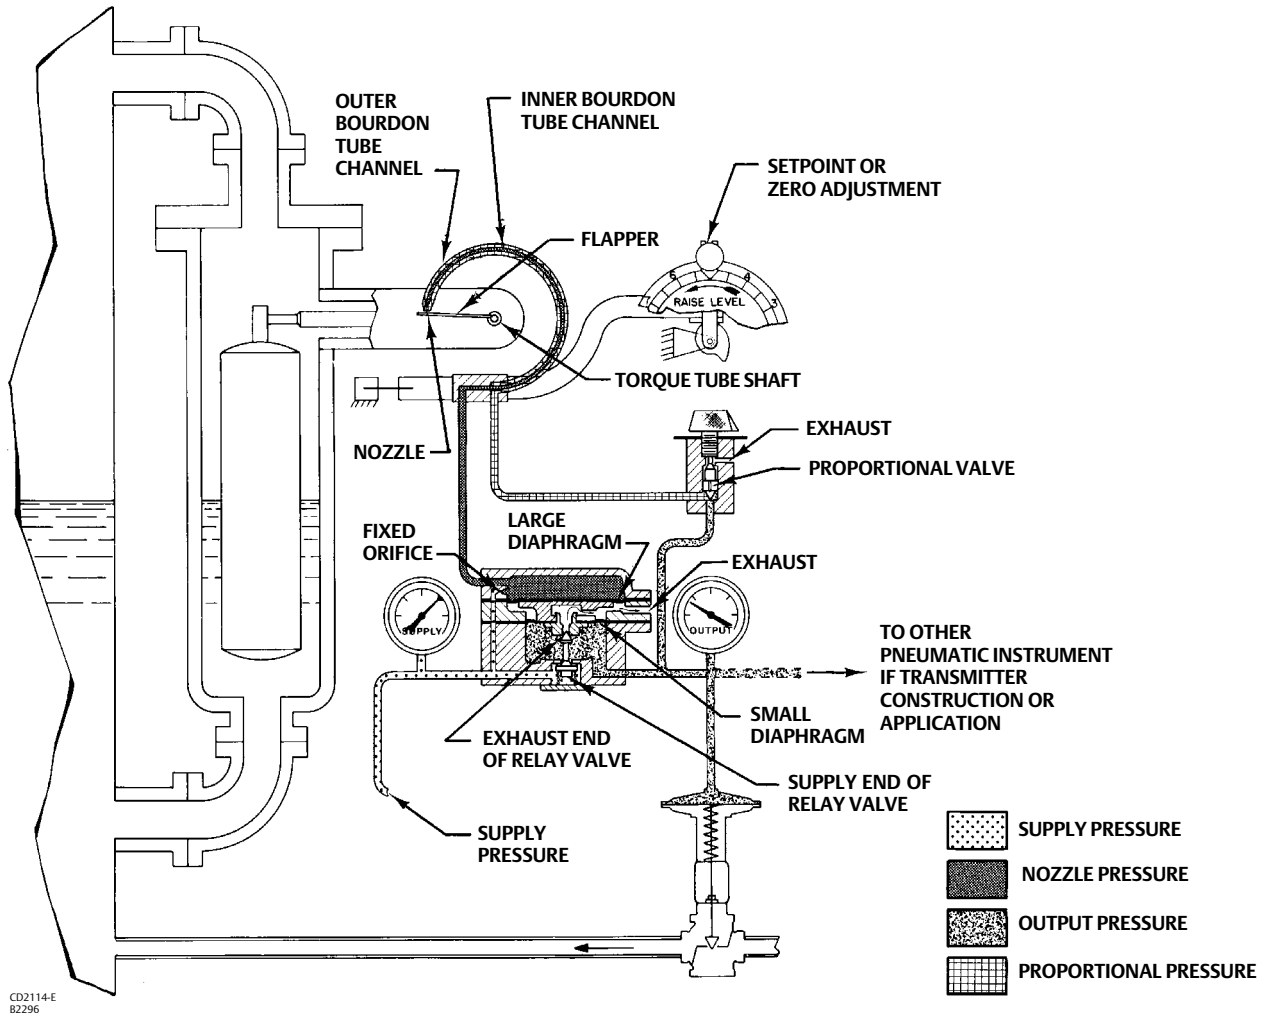 OUTER
BOURDON
TUBE
CHANNEL
INNER BOURDON
TUBE CHANNEL
SETPOINT OR
ZERO ADJUSTMENT
FLAPPER
5
4
3
RAISE LEVEL
TORQUE TUBE SHAFT
NOZZLE
EXHAUST
PROPORTIONAL VALVE
FIXED
ORIFICE
LARGE
DIAPHRAGM
EXHAUST
SUPPLY
OUTPUT
TO OTHER
PNEUMATIC INSTRUMENT
IF TRANSMITTER
CONSTRUCTION OR
APPLICATION
SMALL
DIAPHRAGM
EXHAUST END
OF RELAY VALVE
SUPPLY END OF
RELAY VALVE
SUPPLY
PRESSURE
SUPPLY PRESSURE
NOZZLE PRESSURE
OUTPUT PRESSURE
PROPORTIONAL PRESSURE
CD2114-E
B2296